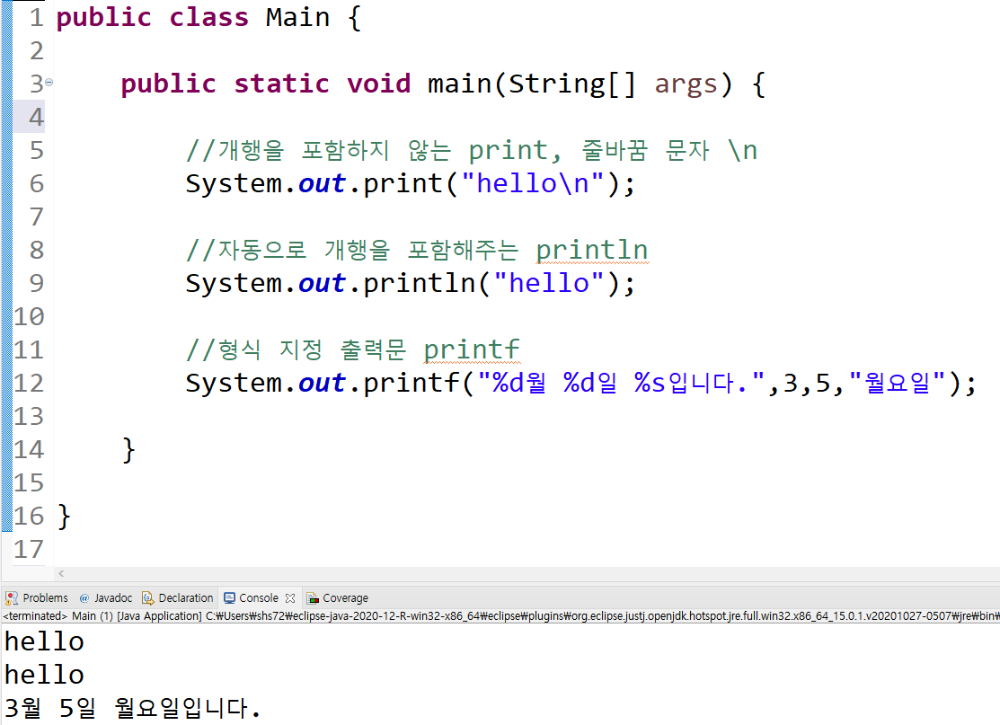 1 public class Main {
2
3 public static void main(String[] args) {
4
5 //개행을 포함하지 않는 print, 줄바꿈 문자 \n
6 System.out.print("hello\n");
7
8 //자동으로 개행을 포함해주는 println
9 System.out.println("hello");
10
11 //형식 지정 출력문 printf
12 System.out.printf("%d월 %d일 %s입니다.",3,5,"월요일");
13
14 }
15
16 }
17
Problems @ Javadoc Declaration Console Coverage
<terminated> Main (1) [Java Application] C:₩Users₩shs72₩eclipse-java-2020-12-R-win32-x86_64₩eclipse₩plugins₩org.eclipse.justj.openjdk.hotspot.jre.full.win32.x86_64_15.0.1.v20201027-0507₩jre₩bin₩
hello
hello
3월 5일 월요일입니다.